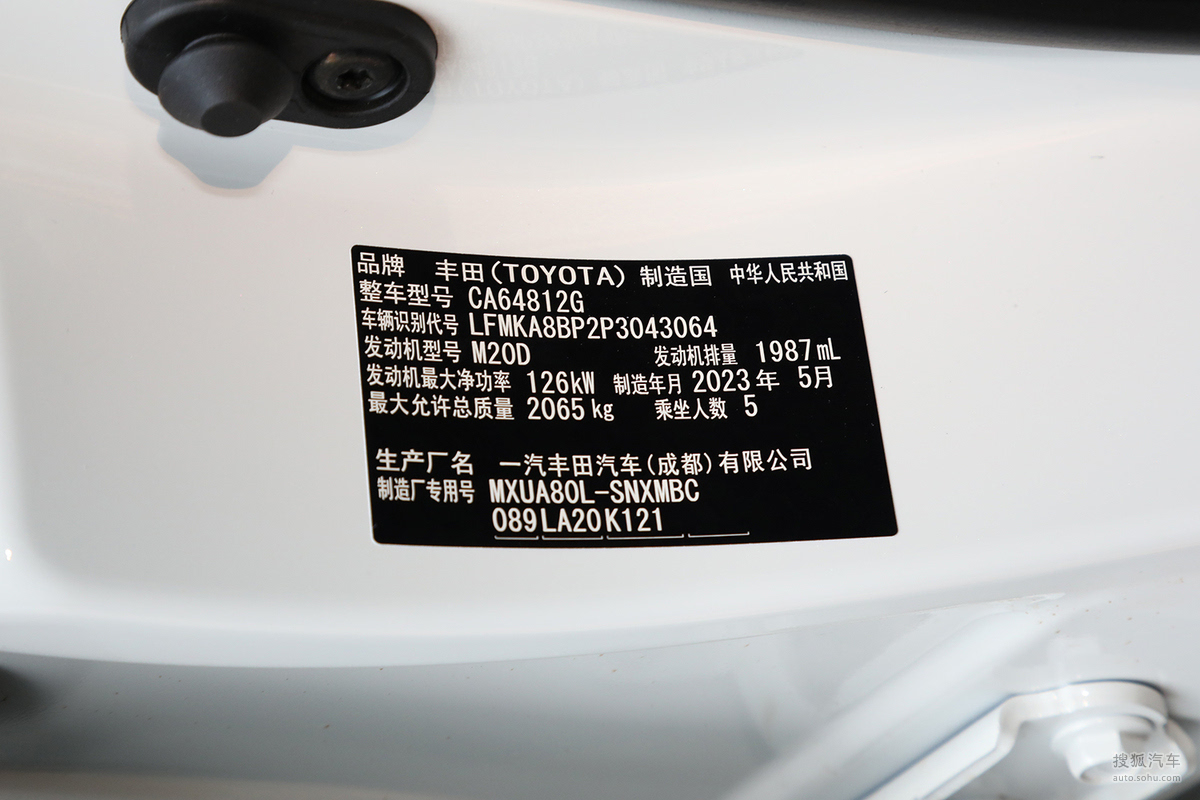 品牌 丰田(TOYOTA) 制造国 中华人民共和国
整车型号 CA64812G
车辆识别代号 LFMKA8BP2P3043064
发动机型号 M20D 发动机排量 1987mL
发动机最大净功率 126kW 制造年月 2023年 5月
最大允许总质量 2065kg 乘坐人数 5
生产厂名 一汽丰田汽车(成都)有限公司
制造厂专用号 MXUA80L-SNXMBC
089 LA20 K121
搜狐汽车
auto.sohu.com